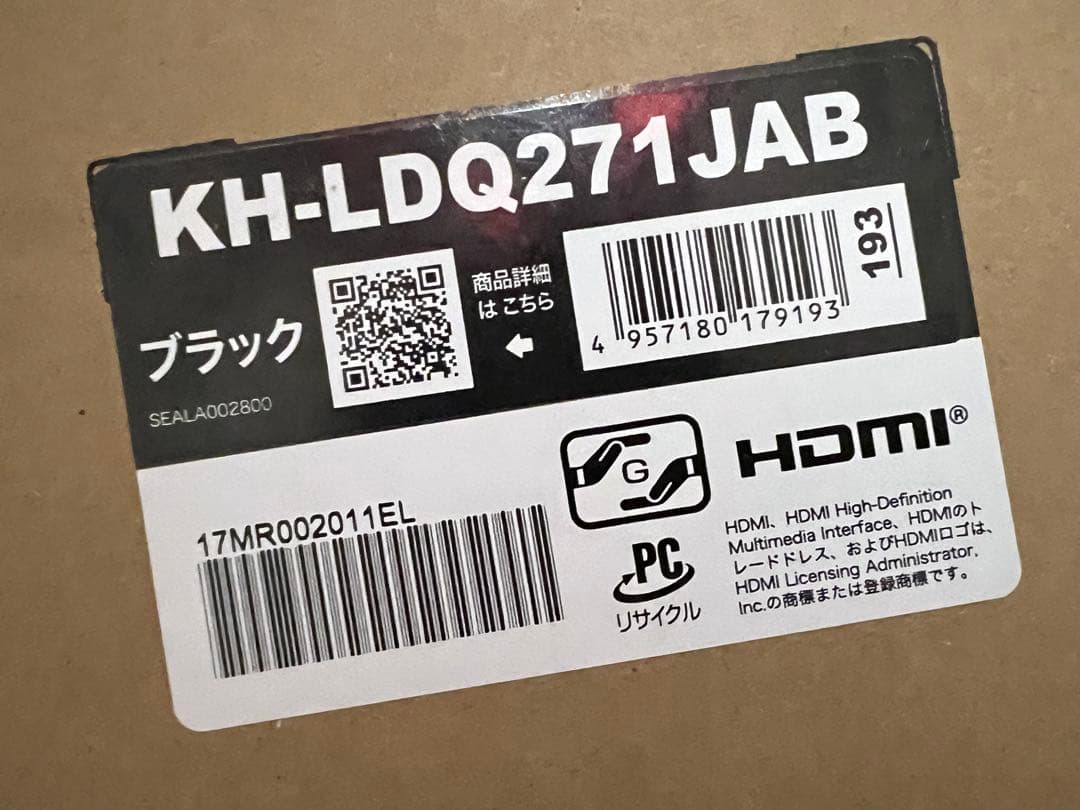 KH-LDQ271JAB
ブラック
商品詳細
はこちら
193
4 957180 179193
SEALA002800
17MR002011EL
G
PC
リサイクル
HDMI®
HDMI、HDMI High-Definition
Multimedia Interface、HDMIのト
レードドレス、およびHDMIロゴは、
HDMI Licensing Administrator,
Inc.の商標または登録商標です。